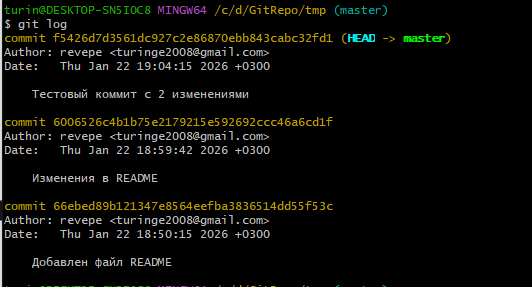 turin@DESKTOP-SN5IOC8 MINGW64 /c/d/GitRepo/tmp (master)
$ git log
commit f5426d7d3561dc927c2e86870ebb843cabc32fd1 (HEAD -> master)
Author: revepe <turinge2008@gmail.com>
Date:   Thu Jan 22 19:04:15 2026 +0300
Тестовый коммит с 2 изменениями
commit 6006526c4b1b75e2179215e592692ccc46a6cd1f
Author: revepe <turinge2008@gmail.com>
Date:   Thu Jan 22 18:59:42 2026 +0300
Изменения в README
commit 66ebed89b121347e8564eefba3836514dd55f53c
Author: revepe <turinge2008@gmail.com>
Date:   Thu Jan 22 18:50:15 2026 +0300
Добавлен файл README